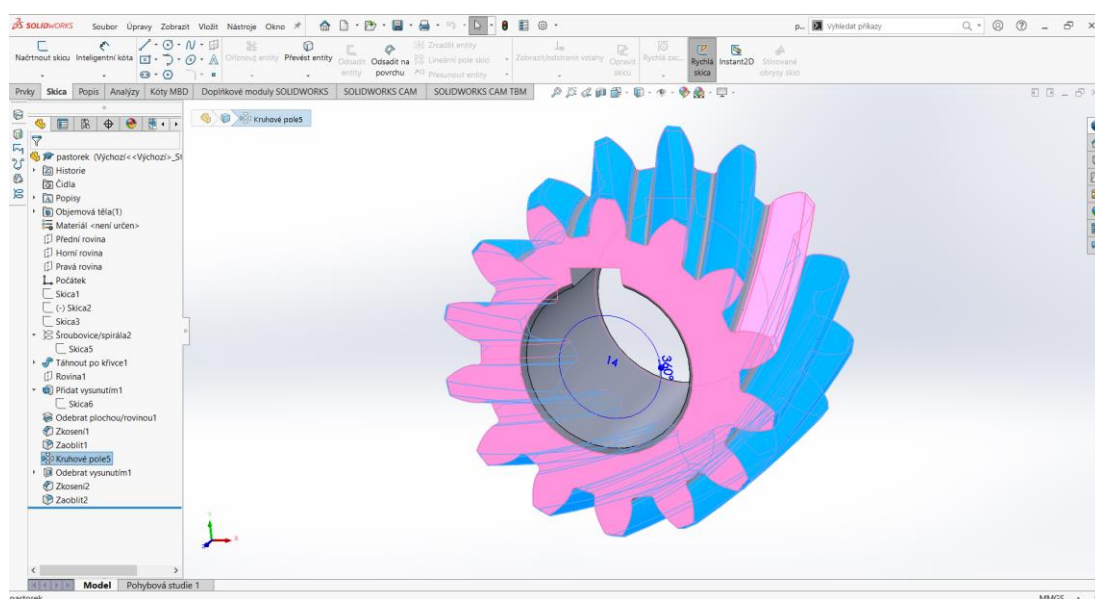 SOLIDWORKS Soubor Úpravy Zobrazit Vložit Nástroje Okno
p... Vyhledat příkazy
Načrtnout skicu
Inteligentní kóta
Oříznout entity
Převést entity
Odsadit entity
Odsadit na povrchu
Zrcadlit entity
Lineární pole skic
Přesunout entity
Zobrazit/odstranit vztahy
Opravit skicu
Rychlá zac...
Rychlá skica
Instant2D
Stínované obrysy skici
Prvky Skica Popis Analýzy Kóty MBD Doplňkové moduly SOLIDWORKS SOLIDWORKS CAM SOLIDWORKS CAM TBM
Kruhové pole5
pastorek (Výchozí<<Výchozí>_St
Historie
Čidla
Popisy
Objemová těla(1)
Materiál <není určen>
Přední rovina
Horní rovina
Pravá rovina
Počátek
Skica1
(-) Skica2
Skica3
Šroubovice/spirála2
Skica5
Táhnout po křivce1
Rovina1
Přidat vysunutím1
Skica6
Odebrat plochou/rovinou1
Zkosení1
Zaoblit1
Kruhové pole5
Odebrat vysunutím1
Zkosení2
Zaoblit2
14
360°
Y
X
Model Pohybová studie 1
pastorek
MMGS